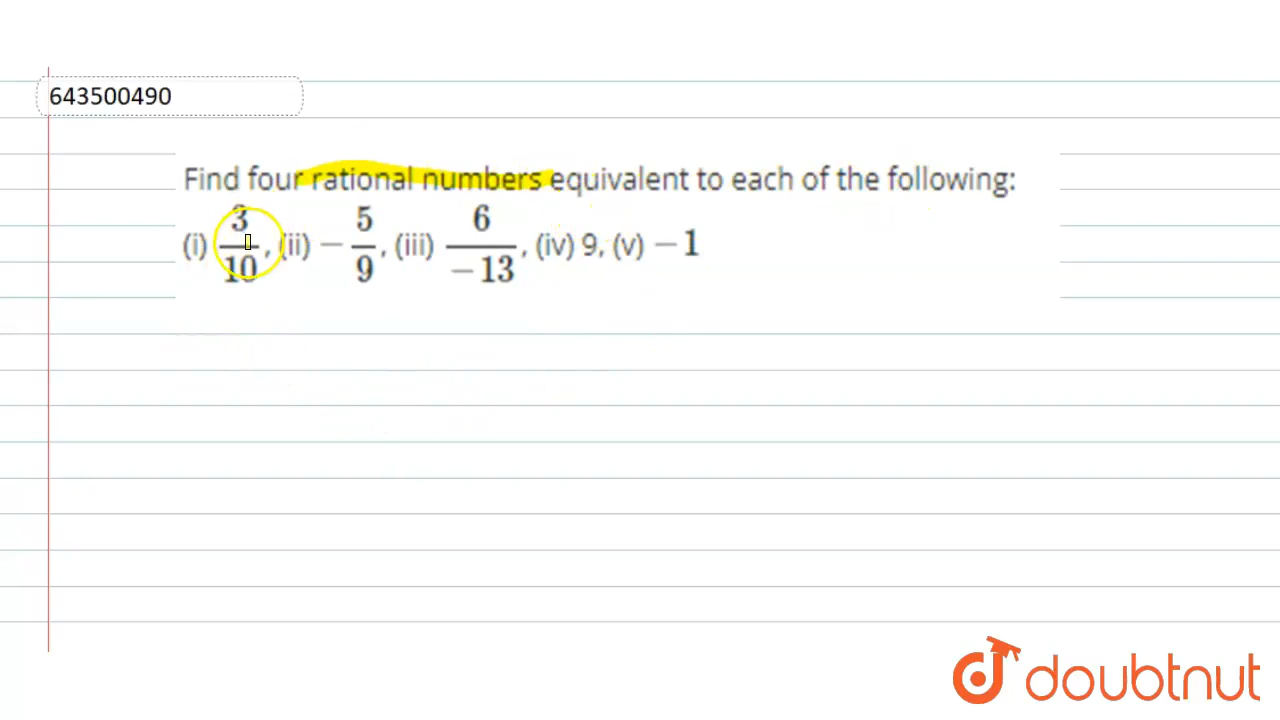 643500490
Find four rational numbers equivalent to each of the following:
(i) 3/10, (ii) −5/9, (iii) 6/−13, (iv) 9, (v) −1
doubtnut